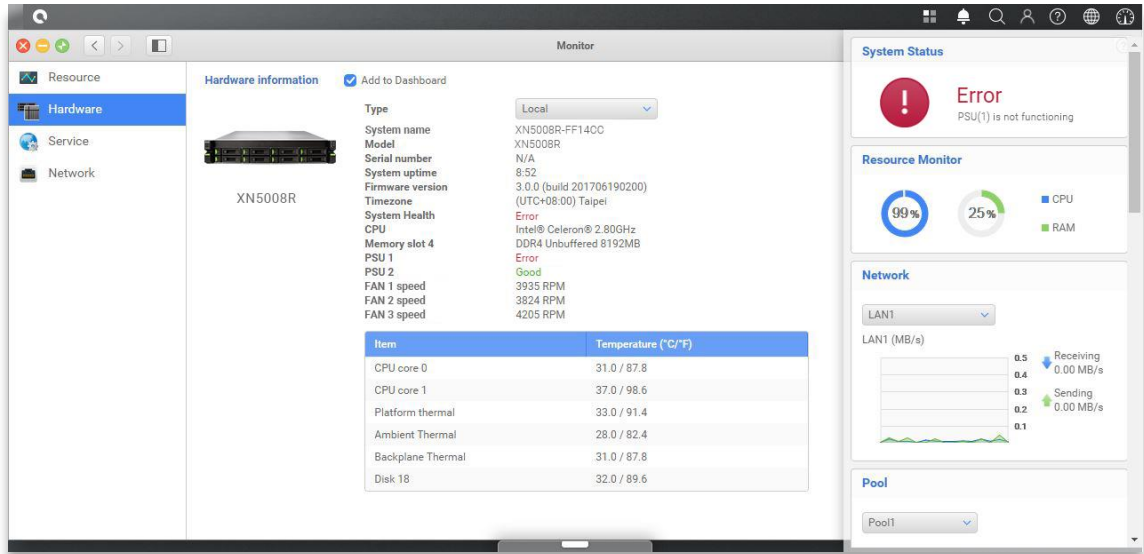 Monitor
Resource
Hardware
Service
Network
Hardware information
Add to Dashboard
XN5008R
Type Local
System name XN5008R-FF14CC
Model XN5008R
Serial number N/A
System uptime 8:52
Firmware version 3.0.0 (build 201706190200)
Timezone (UTC+08:00) Taipei
System Health Error
CPU Intel® Celeron® 2.80GHz
Memory slot 4 DDR4 Unbuffered 8192MB
PSU 1 Error
PSU 2 Good
FAN 1 speed 3935 RPM
FAN 2 speed 3824 RPM
FAN 3 speed 4205 RPM
Item Temperature (°C/°F)
CPU core 0 31.0 / 87.8
CPU core 1 37.0 / 98.6
Platform thermal 33.0 / 91.4
Ambient Thermal 28.0 / 82.4
Backplane Thermal 31.0 / 87.8
Disk 18 32.0 / 89.6
System Status
Error
PSU(1) is not functioning
Resource Monitor
99%
25%
CPU
RAM
Network
LAN1
LAN1 (MB/s)
0.5
0.4
0.3
0.2
0.1
Receiving
0.00 MB/s
Sending
0.00 MB/s
Pool
Pool1